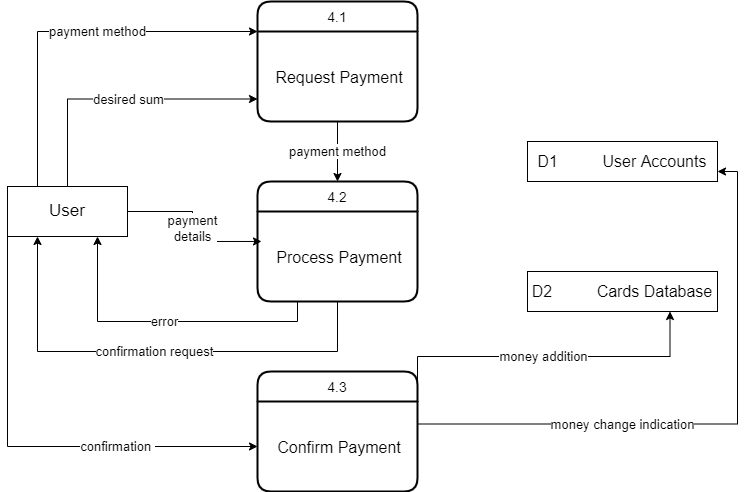 4.1
payment method
Request Payment
desired sum
payment method
D1 User Accounts
4.2
User
payment
details
Process Payment
D2 Cards Database
error
confirmation request
money addition
4.3
money change indication
confirmation
Confirm Payment